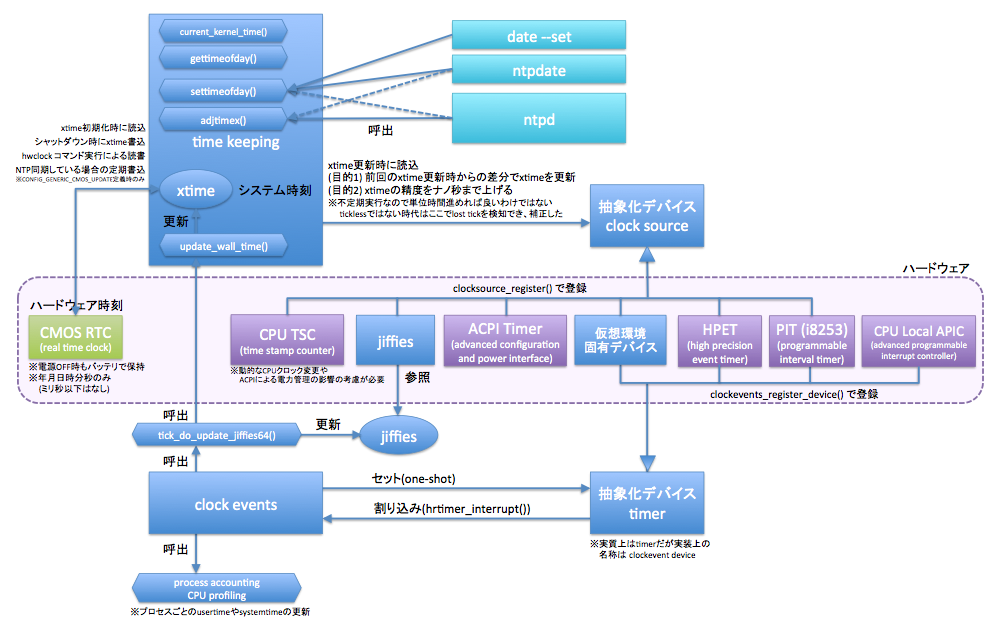 current_kernel_time()
gettimeofday()
settimeofday()
adjtimex()
time keeping
date --set
ntpdate
ntpd
呼出
xtime初期化時に読込
シャットダウン時にxtime書込
hwclockコマンド実行による読書
NTP同期している場合の定期書込
※CONFIG_GENERIC_CMOS_UPDATE定義時のみ
xtime
システム時刻
更新
update_wall_time()
xtime更新時に読込
(目的1) 前回のxtime更新時からの差分でxtimeを更新
(目的2) xtimeの精度をナノ秒まで上げる
※不定期実行なので単位時間進めれば良いわけではない
ticklessではない時代はここでlost tickを検知でき、補正した
抽象化デバイス
clock source
ハードウェア
ハードウェア時刻
clocksource_register() で登録
CMOS RTC
(real time clock)
※電源OFF時もバッテリで保持
※年月日時分秒のみ
(ミリ秒以下はなし)
CPU TSC
(time stamp counter)
※動的なCPUクロック変更や
ACPIによる電力管理の影響の考慮が必要
jiffies
参照
ACPI Timer
(advanced configuration
and power interface)
仮想環境
固有デバイス
HPET
(high precision
event timer)
PIT (i8253)
(programmable
interval timer)
CPU Local APIC
(advanced programmable
interrupt controller)
clockevents_register_device() で登録
呼出
tick_do_update_jiffies64()
更新
jiffies
呼出
clock events
セット(one-shot)
割り込み(hrtimer_interrupt())
抽象化デバイス
timer
※実質上はtimerだが実装上の
名称は clockevent device
呼出
process accounting
CPU profiling
※プロセスごとのusertimeやsystemtimeの更新